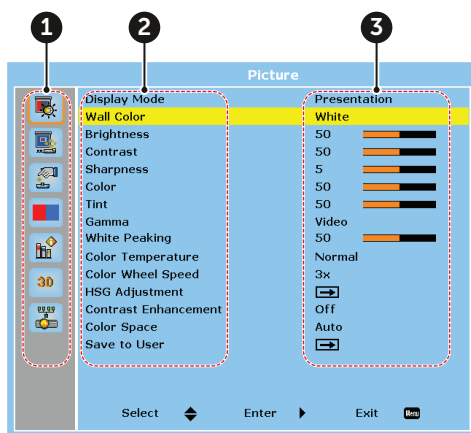 1 2 3
Picture
Display Mode Presentation
Wall Color White
Brightness 50
Contrast 50
Sharpness 5
Color 50
Tint 50
Gamma Video
White Peaking 50
Color Temperature Normal
Color Wheel Speed 3x
HSG Adjustment
Contrast Enhancement Off
Color Space Auto
3D
Save to User
Select Enter Exit Menu